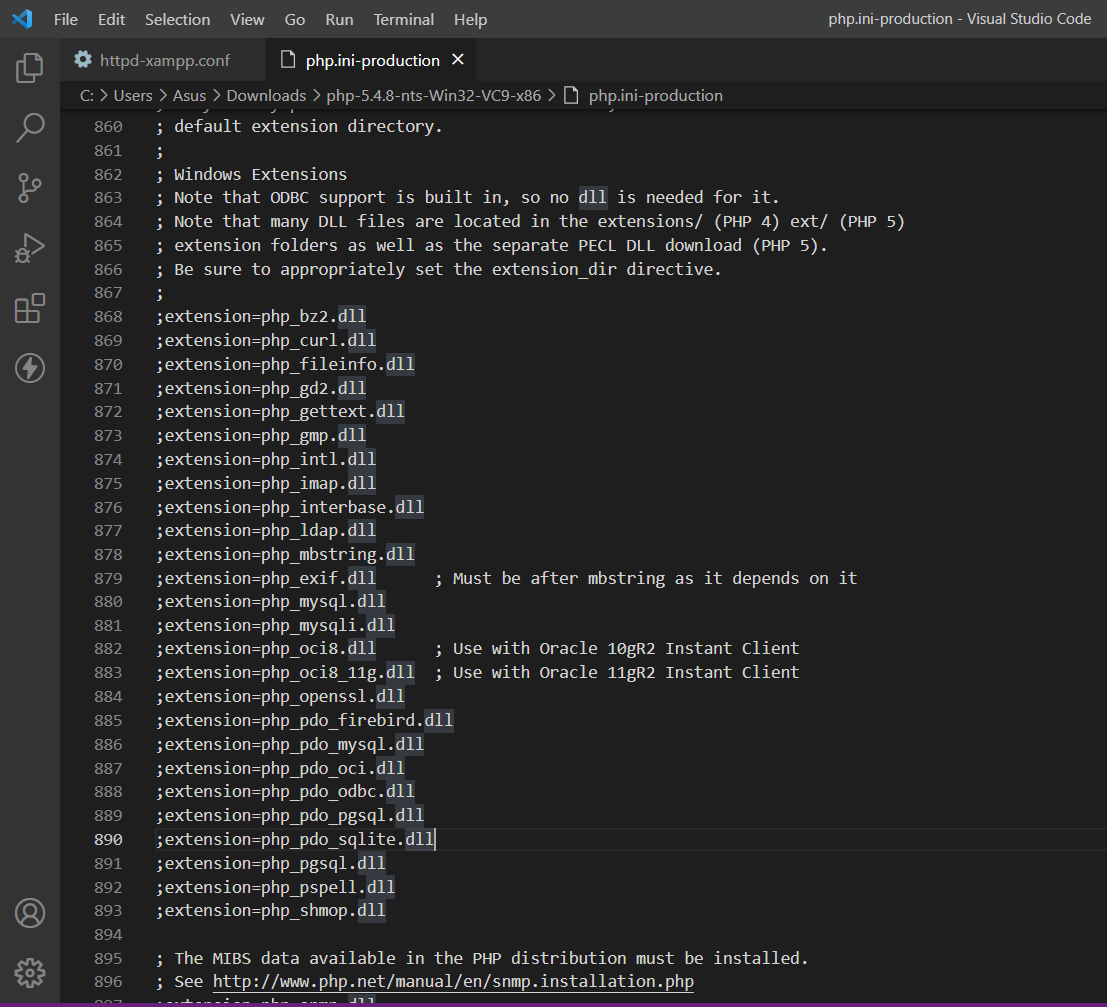 File Edit Selection View Go Run Terminal Help php.ini-production - Visual Studio Code
httpd-xampp.conf php.ini-production
C: > Users > Asus > Downloads > php-5.4.8-nts-Win32-VC9-x86 > php.ini-production
860 ; default extension directory.
861 ;
862 ; Windows Extensions
863 ; Note that ODBC support is built in, so no dll is needed for it.
864 ; Note that many DLL files are located in the extensions/ (PHP 4) ext/ (PHP 5)
865 ; extension folders as well as the separate PECL DLL download (PHP 5).
866 ; Be sure to appropriately set the extension_dir directive.
867 ;
868 ;extension=php_bz2.dll
869 ;extension=php_curl.dll
870 ;extension=php_fileinfo.dll
871 ;extension=php_gd2.dll
872 ;extension=php_gettext.dll
873 ;extension=php_gmp.dll
874 ;extension=php_intl.dll
875 ;extension=php_imap.dll
876 ;extension=php_interbase.dll
877 ;extension=php_ldap.dll
878 ;extension=php_mbstring.dll
879 ;extension=php_exif.dll ; Must be after mbstring as it depends on it
880 ;extension=php_mysql.dll
881 ;extension=php_mysqli.dll
882 ;extension=php_oci8.dll ; Use with Oracle 10gR2 Instant Client
883 ;extension=php_oci8_11g.dll ; Use with Oracle 11gR2 Instant Client
884 ;extension=php_openssl.dll
885 ;extension=php_pdo_firebird.dll
886 ;extension=php_pdo_mysql.dll
887 ;extension=php_pdo_oci.dll
888 ;extension=php_pdo_odbc.dll
889 ;extension=php_pdo_pgsql.dll
890 ;extension=php_pdo_sqlite.dll
891 ;extension=php_pgsql.dll
892 ;extension=php_pspell.dll
893 ;extension=php_shmop.dll
894
895 ; The MIBS data available in the PHP distribution must be installed.
896 ; See http://www.php.net/manual/en/snmp.installation.php